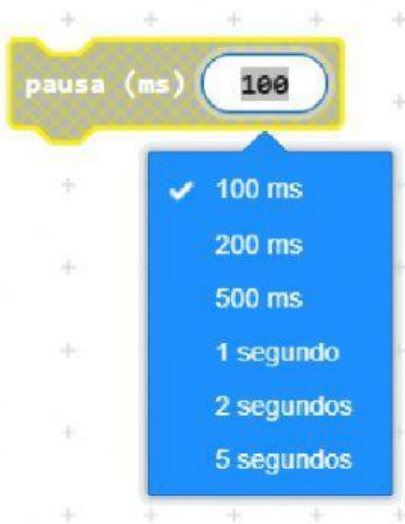 pausa (ms) 100
100 ms
200 ms
500 ms
1 segundo
2 segundos
5 segundos